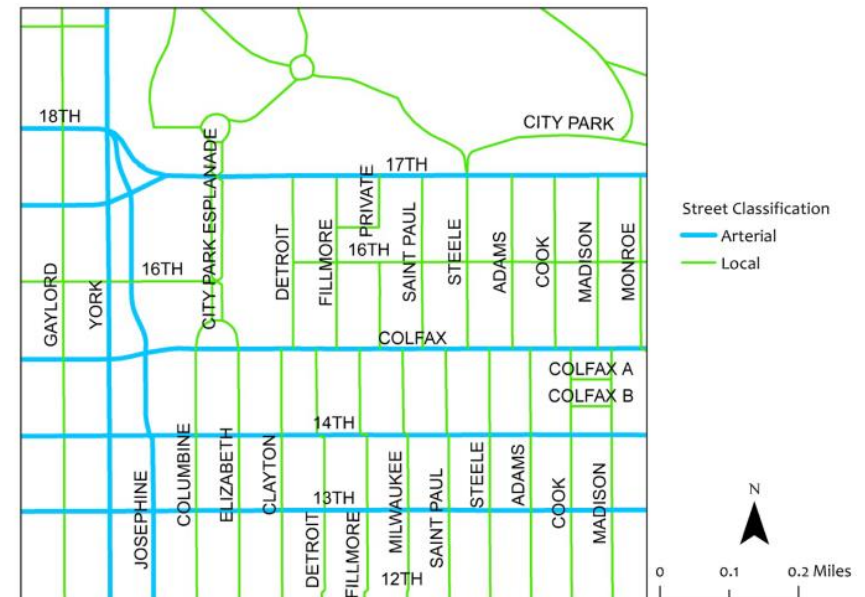 18TH
CITY PARK
17TH
CITY PARK ESPLANADE
PRIVATE
16TH
16TH
GAYLORD
YORK
DETROIT
FILLMORE
SAINT PAUL
STEELE
ADAMS
COOK
MADISON
MONROE
COLFAX
COLFAX A
COLFAX B
14TH
JOSEPHINE
COLUMBINE
ELIZABETH
CLAYTON
13TH
DETROIT
FILLMORE
MILWAUKEE
SAINT PAUL
STEELE
ADAMS
COOK
MADISON
12TH
Street Classification
Arterial
Local
N
0 0.1 0.2 Miles